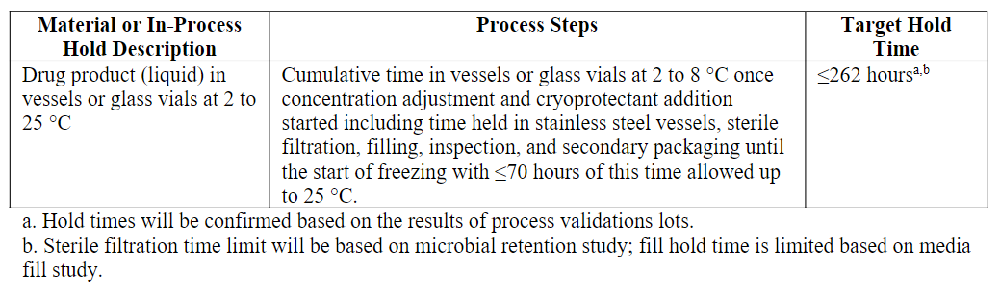 Material or In-Process
Hold Description
Process Steps
Target Hold
Time
Drug product (liquid) in
vessels or glass vials at 2 to
25 °C
Cumulative time in vessels or glass vials at 2 to 8 °C once
concentration adjustment and cryoprotectant addition
started including time held in stainless steel vessels, sterile
filtration, filling, inspection, and secondary packaging until
the start of freezing with ≤70 hours of this time allowed up
to 25 °C.
≤262 hoursa,b
a. Hold times will be confirmed based on the results of process validations lots.
b. Sterile filtration time limit will be based on microbial retention study; fill hold time is limited based on media
fill study.